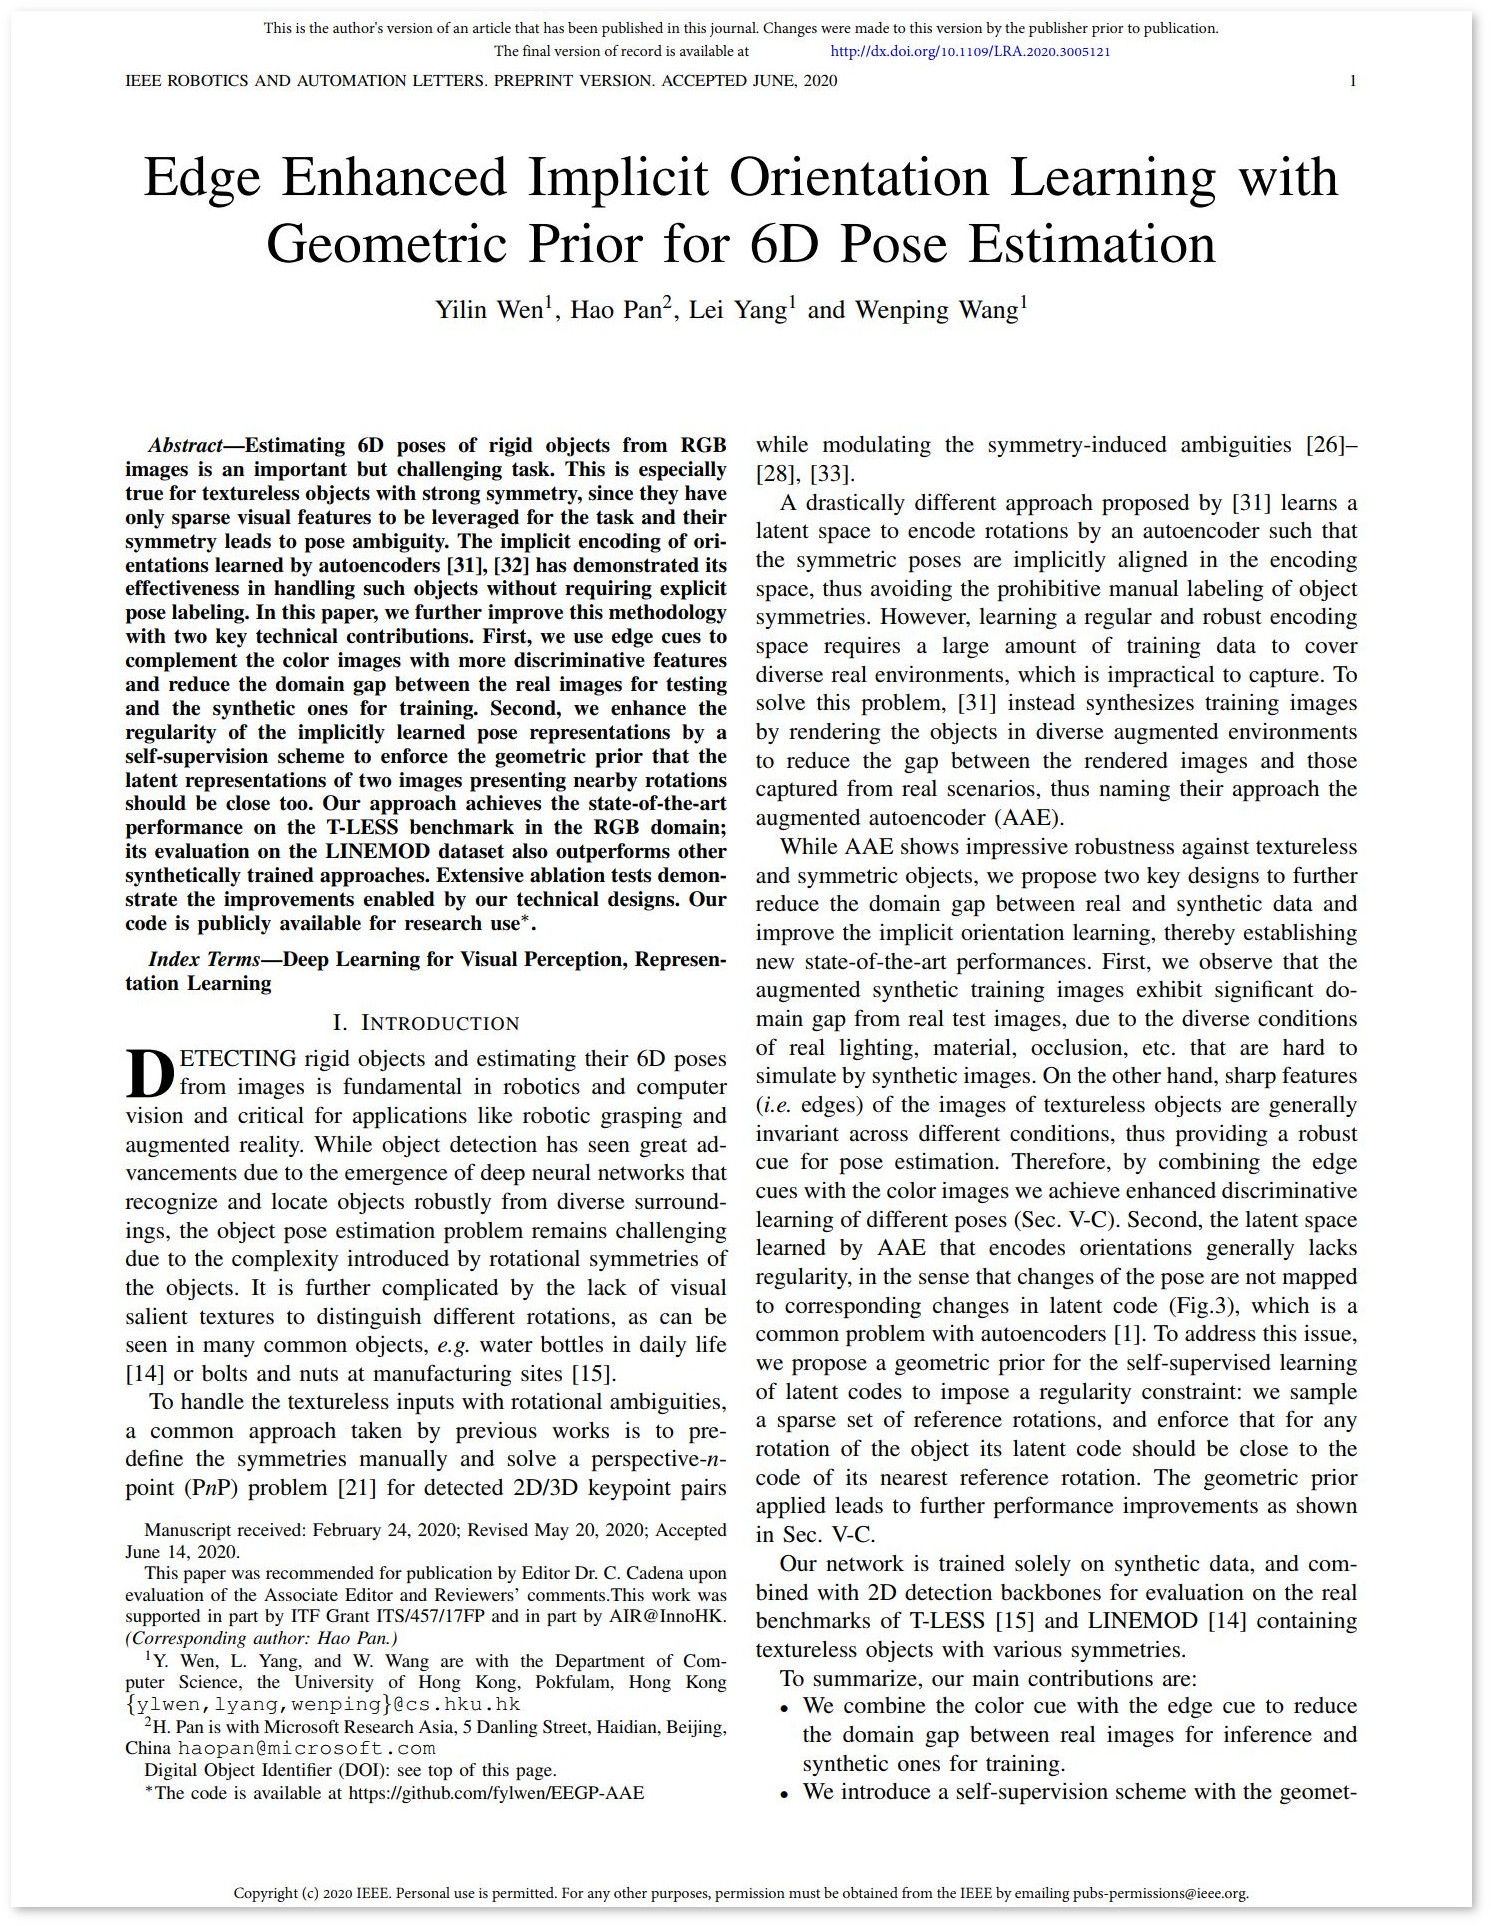 This is the author's version of an article that has been published in this journal. Changes were made to this version by the publisher prior to publication.
The final version of record is available at http://dx.doi.org/10.1109/LRA.2020.3005121
IEEE ROBOTICS AND AUTOMATION LETTERS. PREPRINT VERSION. ACCEPTED JUNE, 2020 1
Edge Enhanced Implicit Orientation Learning with
Geometric Prior for 6D Pose Estimation
Yilin Wen1, Hao Pan2, Lei Yang1 and Wenping Wang1
Abstract—Estimating 6D poses of rigid objects from RGB
images is an important but challenging task. This is especially
true for textureless objects with strong symmetry, since they have
only sparse visual features to be leveraged for the task and their
symmetry leads to pose ambiguity. The implicit encoding of ori-
entations learned by autoencoders [31], [32] has demonstrated its
effectiveness in handling such objects without requiring explicit
pose labeling. In this paper, we further improve this methodology
with two key technical contributions. First, we use edge cues to
complement the color images with more discriminative features
and reduce the domain gap between the real images for testing
and the synthetic ones for training. Second, we enhance the
regularity of the implicitly learned pose representations by a
self-supervision scheme to enforce the geometric prior that the
latent representations of two images presenting nearby rotations
should be close too. Our approach achieves the state-of-the-art
performance on the T-LESS benchmark in the RGB domain;
its evaluation on the LINEMOD dataset also outperforms other
synthetically trained approaches. Extensive ablation tests demon-
strate the improvements enabled by our technical designs. Our
code is publicly available for research use*.
Index Terms—Deep Learning for Visual Perception, Represen-
tation Learning
I. INTRODUCTION
DETECTING rigid objects and estimating their 6D poses
from images is fundamental in robotics and computer
vision and critical for applications like robotic grasping and
augmented reality. While object detection has seen great ad-
vancements due to the emergence of deep neural networks that
recognize and locate objects robustly from diverse surround-
ings, the object pose estimation problem remains challenging
due to the complexity introduced by rotational symmetries of
the objects. It is further complicated by the lack of visual
salient textures to distinguish different rotations, as can be
seen in many common objects, e.g. water bottles in daily life
[14] or bolts and nuts at manufacturing sites [15].
To handle the textureless inputs with rotational ambiguities,
a common approach taken by previous works is to pre-
define the symmetries manually and solve a perspective-n-
point (PnP) problem [21] for detected 2D/3D keypoint pairs
Manuscript received: February 24, 2020; Revised May 20, 2020; Accepted
June 14, 2020.
This paper was recommended for publication by Editor Dr. C. Cadena upon
evaluation of the Associate Editor and Reviewers' comments.This work was
supported in part by ITF Grant ITS/457/17FP and in part by AIR@InnoHK.
(Corresponding author: Hao Pan.)
1Y. Wen, L. Yang, and W. Wang are with the Department of Com-
puter Science, the University of Hong Kong, Pokfulam, Hong Kong
{ylwen,lyang,wenping}@cs.hku.hk
2H. Pan is with Microsoft Research Asia, 5 Danling Street, Haidian, Beijing,
China haopan@microsoft.com
Digital Object Identifier (DOI): see top of this page.
*The code is available at https://github.com/fylwen/EEGP-AAE
while modulating the symmetry-induced ambiguities [26]–
[28], [33].
A drastically different approach proposed by [31] learns a
latent space to encode rotations by an autoencoder such that
the symmetric poses are implicitly aligned in the encoding
space, thus avoiding the prohibitive manual labeling of object
symmetries. However, learning a regular and robust encoding
space requires a large amount of training data to cover
diverse real environments, which is impractical to capture. To
solve this problem, [31] instead synthesizes training images
by rendering the objects in diverse augmented environments
to reduce the gap between the rendered images and those
captured from real scenarios, thus naming their approach the
augmented autoencoder (AAE).
While AAE shows impressive robustness against textureless
and symmetric objects, we propose two key designs to further
reduce the domain gap between real and synthetic data and
improve the implicit orientation learning, thereby establishing
new state-of-the-art performances. First, we observe that the
augmented synthetic training images exhibit significant do-
main gap from real test images, due to the diverse conditions
of real lighting, material, occlusion, etc. that are hard to
simulate by synthetic images. On the other hand, sharp features
(i.e. edges) of the images of textureless objects are generally
invariant across different conditions, thus providing a robust
cue for pose estimation. Therefore, by combining the edge
cues with the color images we achieve enhanced discriminative
learning of different poses (Sec. V-C). Second, the latent space
learned by AAE that encodes orientations generally lacks
regularity, in the sense that changes of the pose are not mapped
to corresponding changes in latent code (Fig.3), which is a
common problem with autoencoders [1]. To address this issue,
we propose a geometric prior for the self-supervised learning
of latent codes to impose a regularity constraint: we sample
a sparse set of reference rotations, and enforce that for any
rotation of the object its latent code should be close to the
code of its nearest reference rotation. The geometric prior
applied leads to further performance improvements as shown
in Sec. V-C.
Our network is trained solely on synthetic data, and com-
bined with 2D detection backbones for evaluation on the real
benchmarks of T-LESS [15] and LINEMOD [14] containing
textureless objects with various symmetries.
To summarize, our main contributions are:
• We combine the color cue with the edge cue to reduce
the domain gap between real images for inference and
synthetic ones for training.
• We introduce a self-supervision scheme with the geomet-
Copyright (c) 2020 IEEE. Personal use is permitted. For any other purposes, permission must be obtained from the IEEE by emailing pubs-permissions@ieee.org.